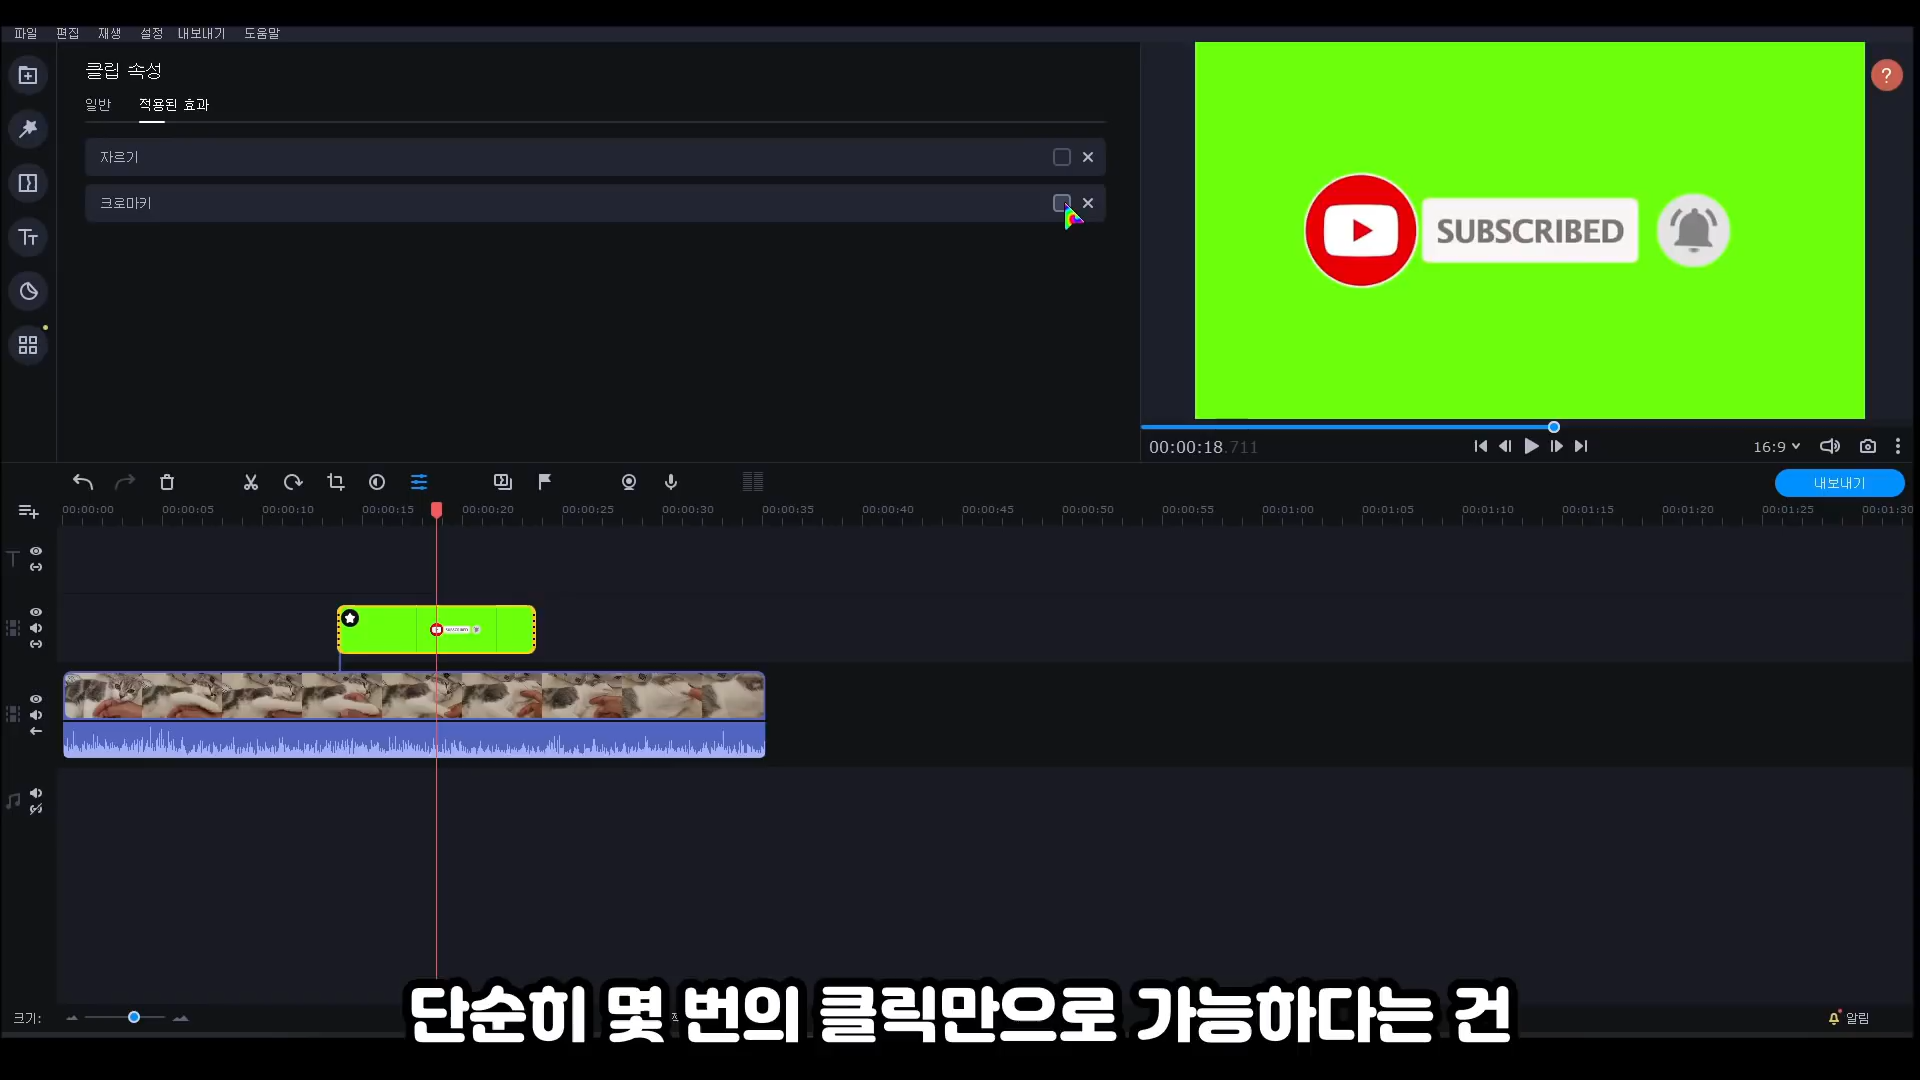 파일 편집 재생 설정 내보내기 도움말
클립 속성
일반 적용된 효과
자르기
크로마키
?
SUBSCRIBED
00:00:18.711
16:9
내보내기
00:00:00 00:00:05 00:00:10 00:00:15 00:00:20 00:00:25 00:00:30 00:00:35 00:00:40 00:00:45 00:00:50 00:00:55 00:01:00 00:01:05 00:01:10 00:01:15 00:01:20 00:01:25 00:01:30
단순히 몇 번의 클릭만으로 가능하다는 건
크기:
알림